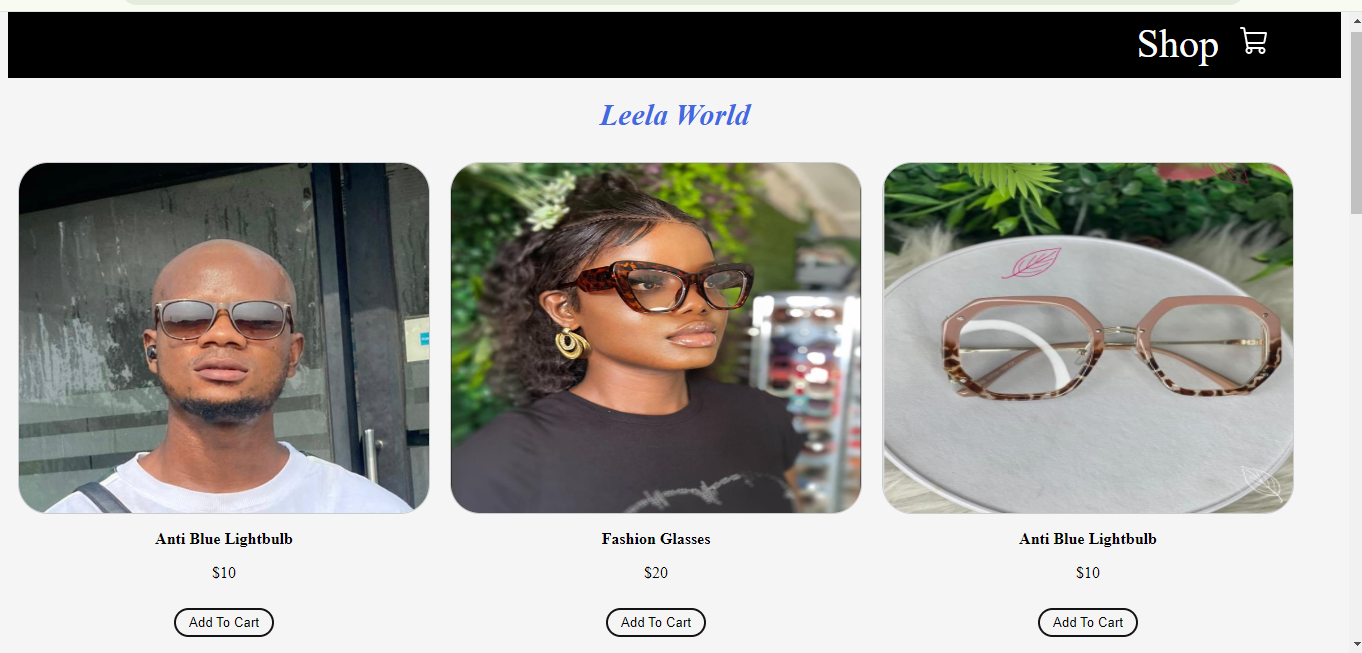 Shop
Leela World
Anti Blue Lightbulb
Fashion Glasses
Anti Blue Lightbulb
$10
$20
$10
Add To Cart
Add To Cart
Add To Cart